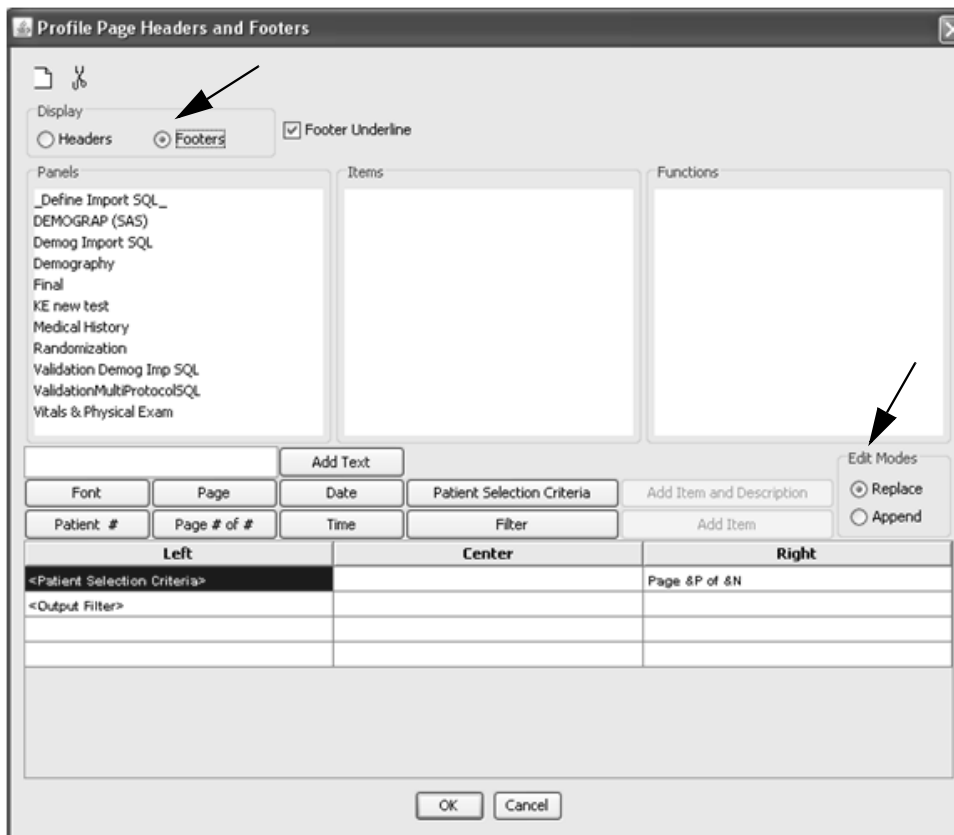 Profile Page Headers and Footers
Display
Headers
Footers
Footer Underline
Panels
Items
Functions
_Define Import SQL_
DEMOGRAP (SAS)
Demog Import SQL
Demography
Final
KE new test
Medical History
Randomization
Validation Demog Imp SQL
ValidationMultiProtocolSQL
Vitals & Physical Exam
Add Text
Edit Modes
Font
Page
Date
Patient Selection Criteria
Add Item and Description
Replace
Patient #
Page # of #
Time
Filter
Add Item
Append
Left
Center
Right
<Patient Selection Criteria>
Page &P of &N
<Output Filter>
OK
Cancel